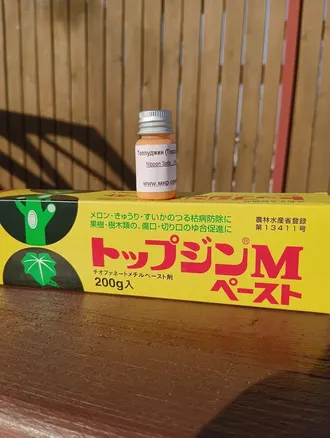 Nippon Soda
メロン・きゅうり・すいかのつる枯病防除に
果樹・樹木類の、傷口・切り口のゆ合促進に
農林水産省登録
第13411号
トップジンM®
ペースト
チオファネートメチルペースト剤
200g入